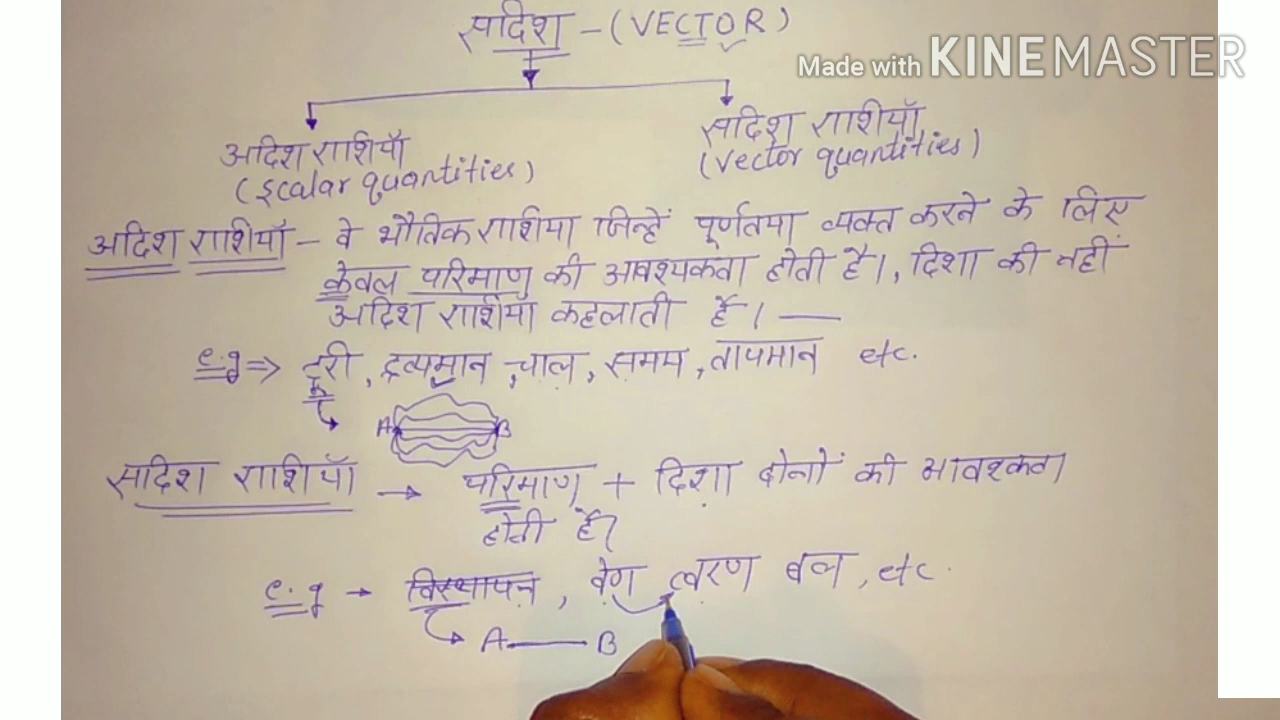 सदिश - (VECTOR)
Made with KINEMASTER
अदिश राशियाँ
(scalar quantities)
सदिश राशियाँ
(vector quantities)
अदिश राशियाँ - वे भौतिक राशिया जिन्हें पूर्णतया व्यक्त करने के लिए
केवल परिमाण की आवश्यकता होती है।, दिशा की नहीं
अदिश राशिया कहलाती हैं। —
e.g ⇒ दूरी, द्रव्यमान, चाल, समय, तापमान etc.
A B
सदिश राशियाँ → परिमाण + दिशा दोनों की आवश्कता
होती हैं।
e.g → विस्थापन, वेग त्वरण बल, etc.
A — B